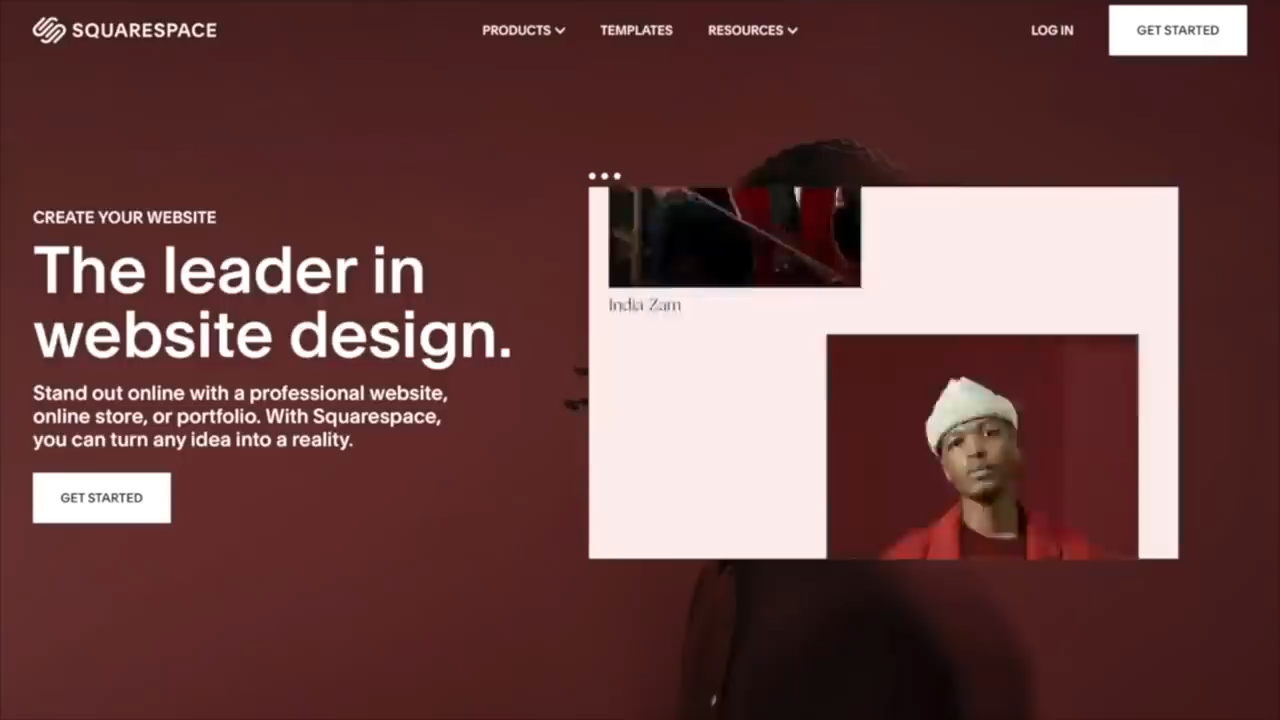 SQUARESPACE
PRODUCTS
TEMPLATES
RESOURCES
LOG IN
GET STARTED
CREATE YOUR WEBSITE
The leader in
website design.
Stand out online with a professional website,
online store, or portfolio. With Squarespace,
you can turn any idea into a reality.
GET STARTED
India Zam